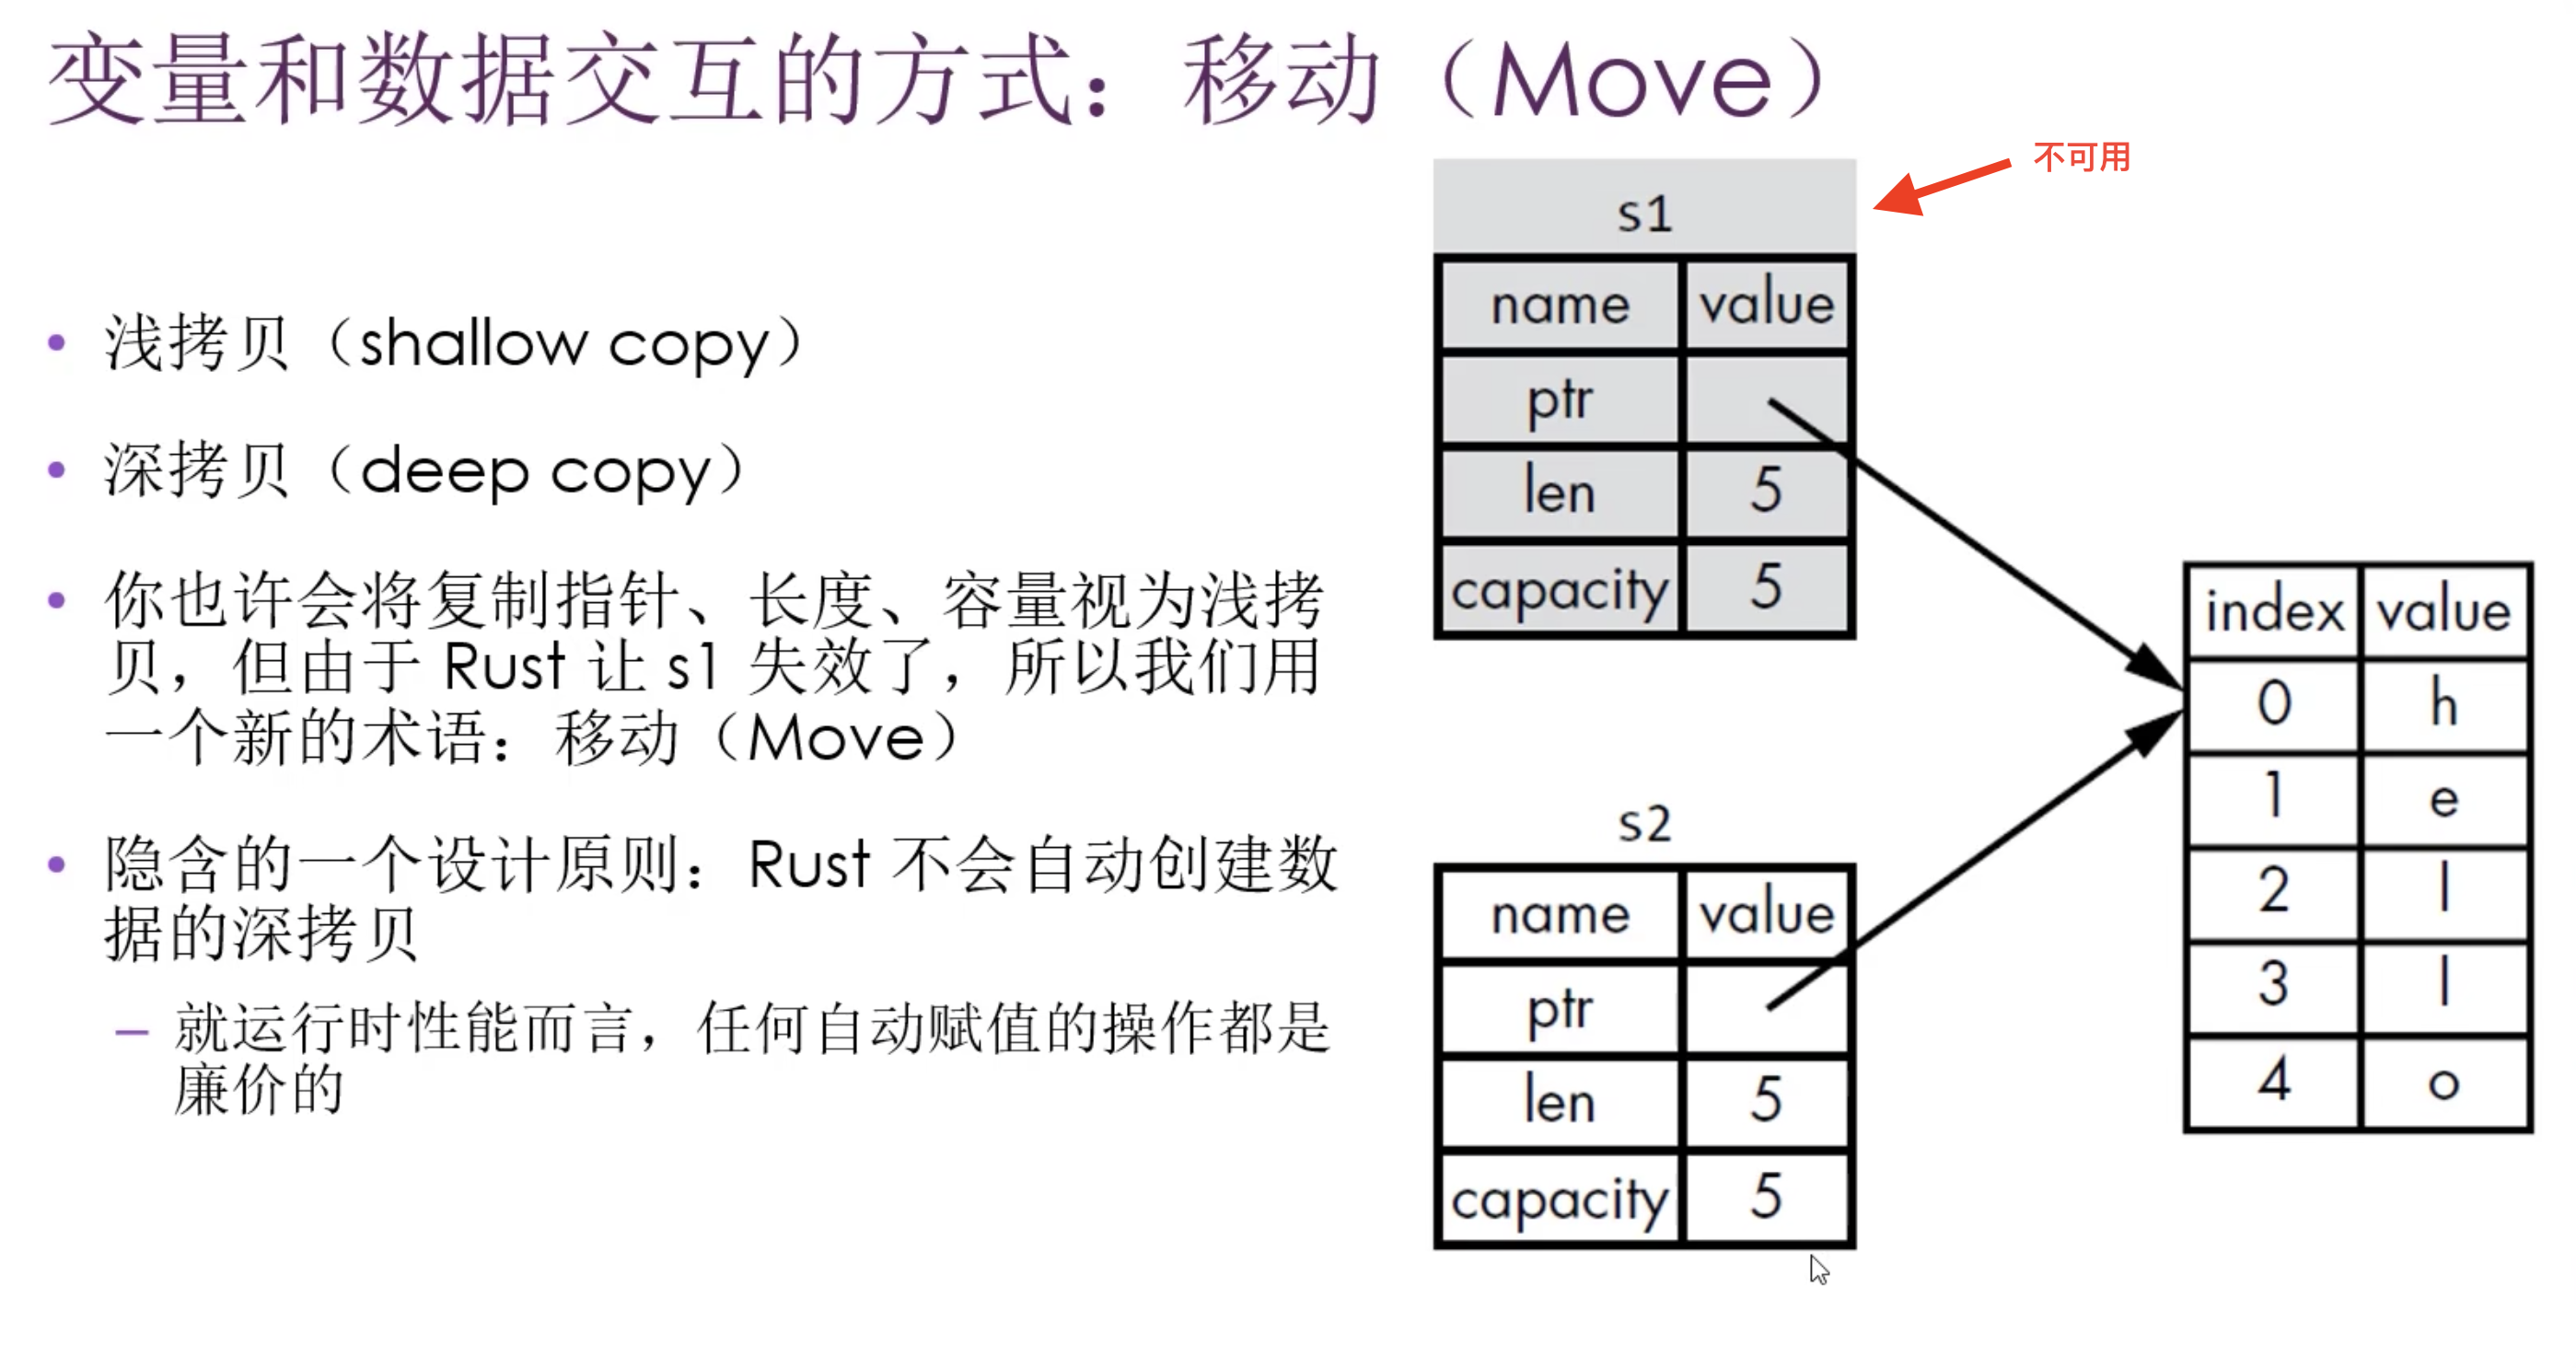 变量和数据交互的方式：移动（Move）
不可用
• 浅拷贝（shallow copy）
• 深拷贝（deep copy）
• 你也许会将复制指针、长度、容量视为浅拷
贝，但由于 Rust 让 s1 失效了，所以我们用
一个新的术语：移动（Move）
• 隐含的一个设计原则：Rust 不会自动创建数
据的深拷贝
– 就运行时性能而言，任何自动赋值的操作都是
廉价的
s1
name value
ptr
len 5
capacity 5
s2
name value
ptr
len 5
capacity 5
index value
0 h
1 e
2 l
3 l
4 o